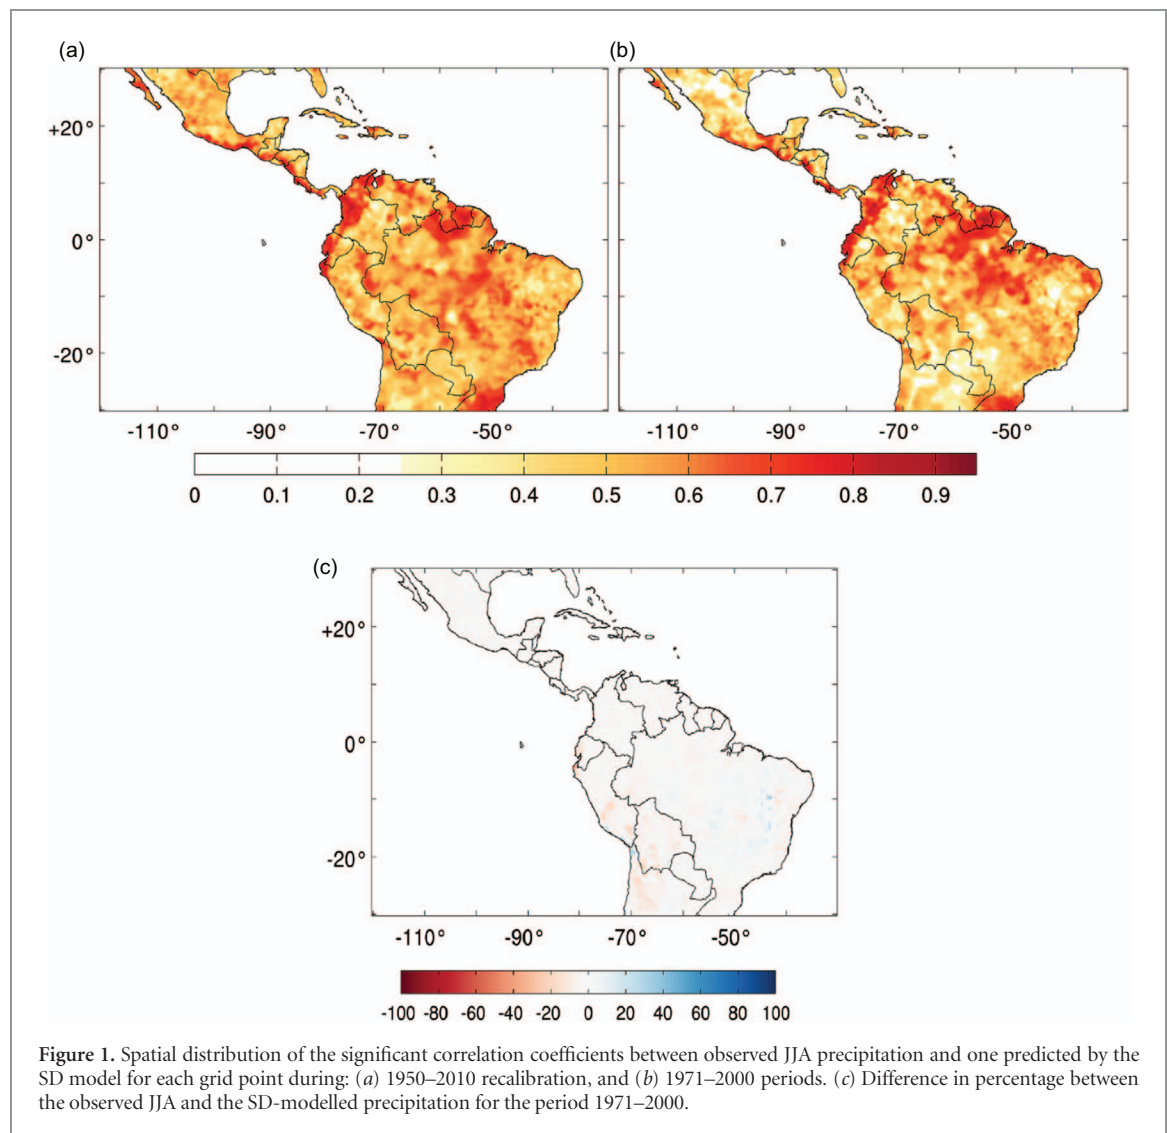 (a)
(b)
+20°
0°
-20°
-110° -90° -70° -50°
-110° -90° -70° -50°
0 0.1 0.2 0.3 0.4 0.5 0.6 0.7 0.8 0.9
(c)
+20°
0°
-20°
-110° -90° -70° -50°
-100 -80 -60 -40 -20 0 20 40 60 80 100
Figure 1. Spatial distribution of the significant correlation coefficients between observed JJA precipitation and one predicted by the
SD model for each grid point during: (a) 1950–2010 recalibration, and (b) 1971–2000 periods. (c) Difference in percentage between
the observed JJA and the SD-modelled precipitation for the period 1971–2000.